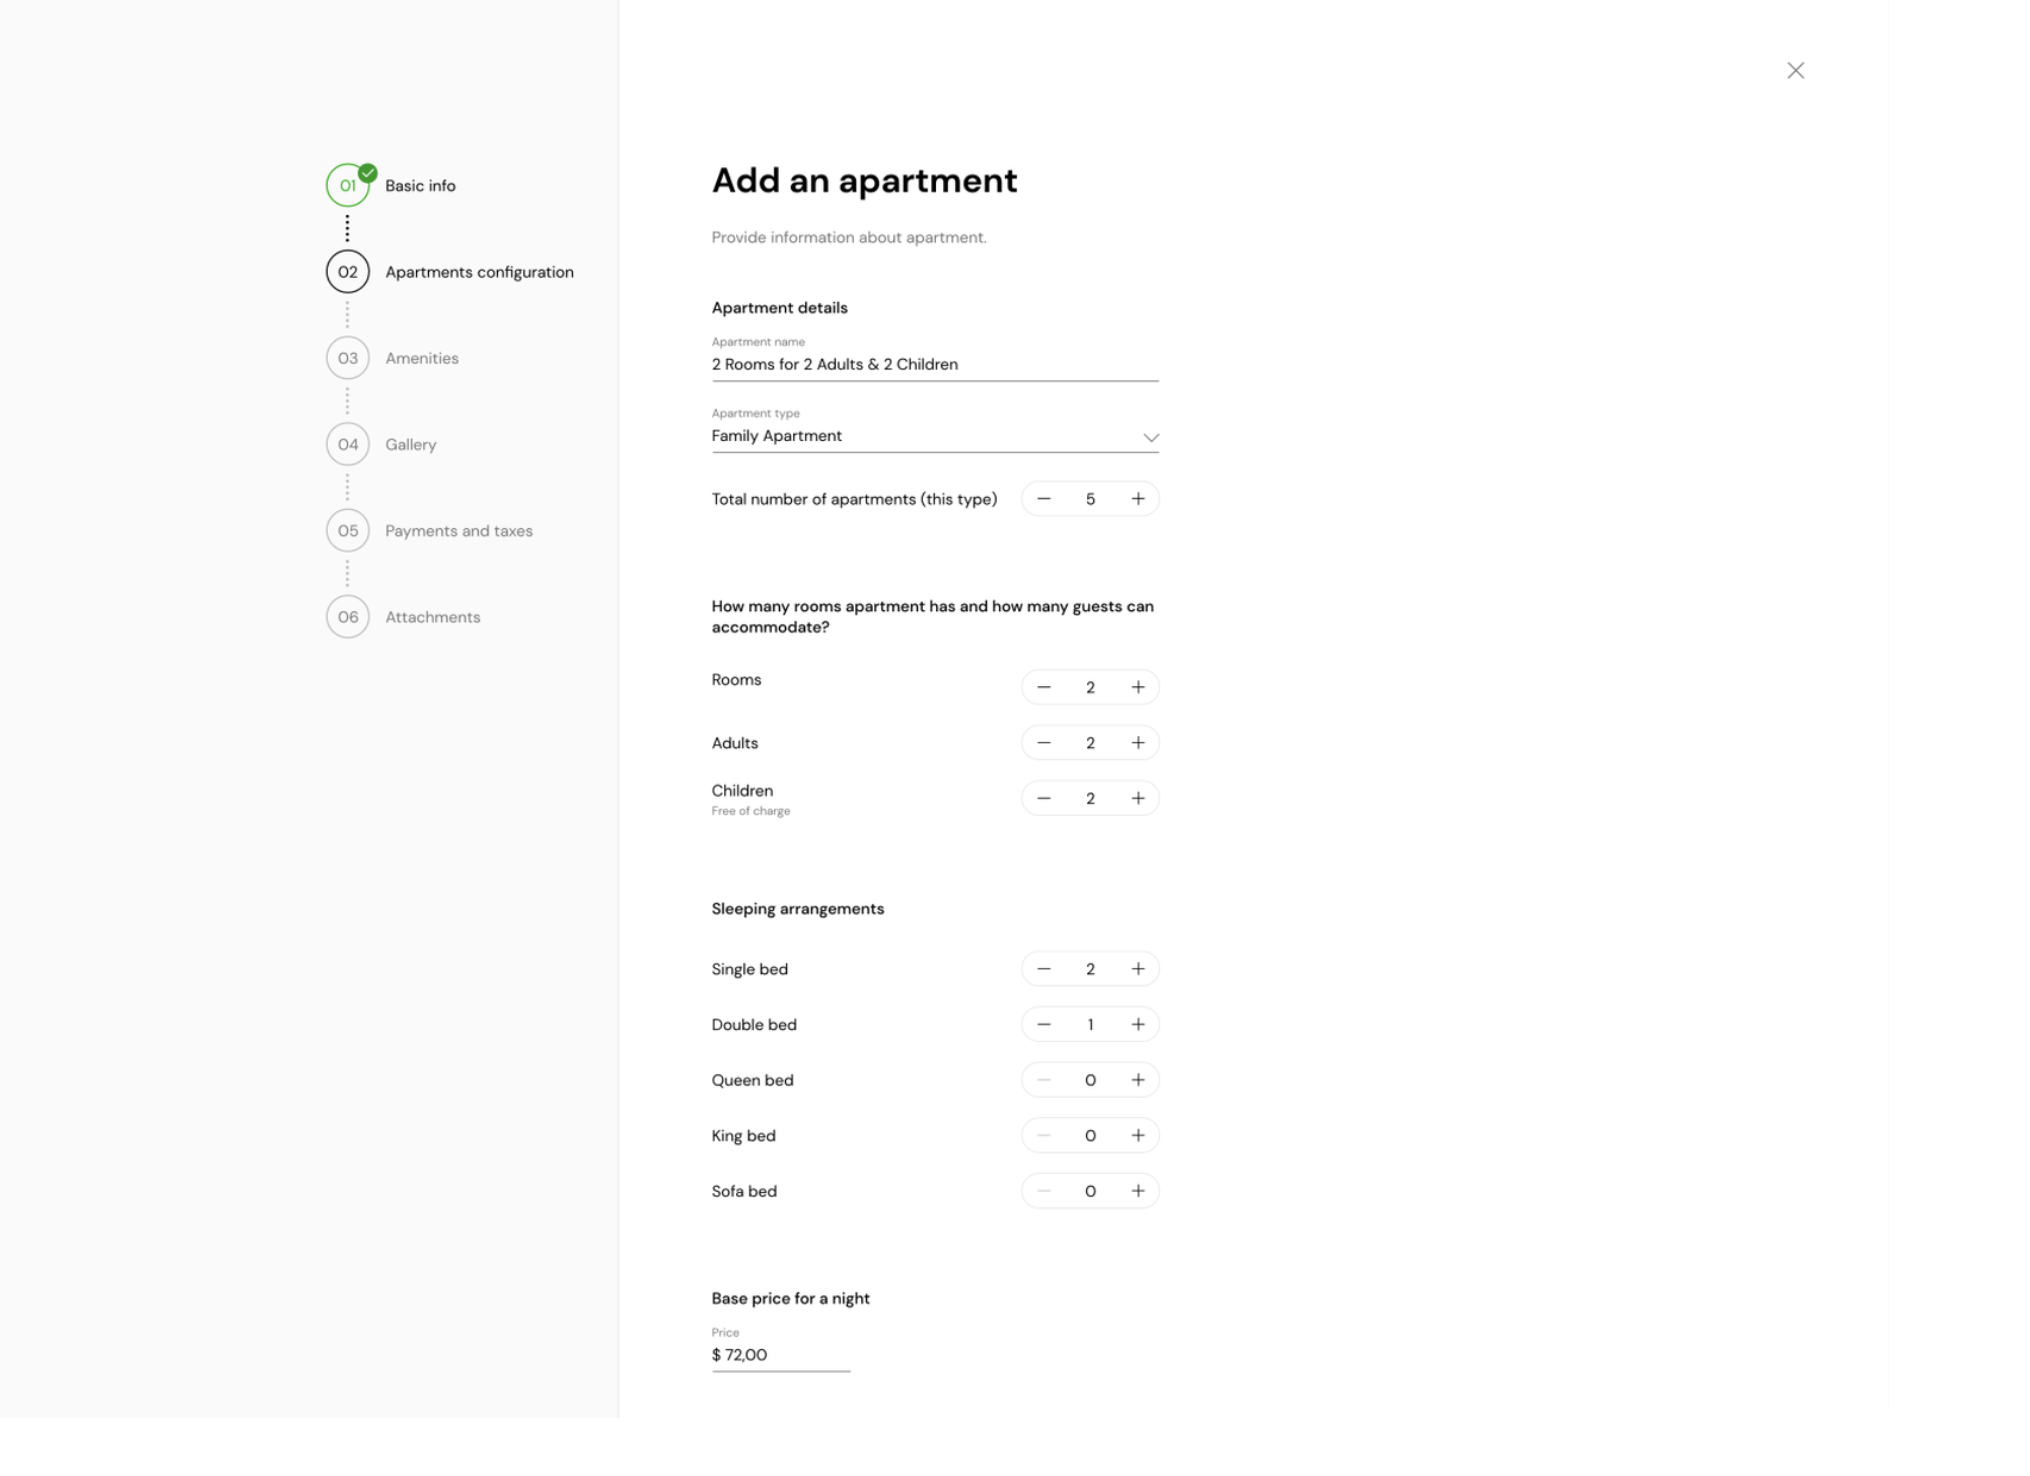 01
Basic info
02
Apartments configuration
03
Amenities
04
Gallery
05
Payments and taxes
06
Attachments
Add an apartment
Provide information about apartment.
Apartment details
Apartment name
2 Rooms for 2 Adults & 2 Children
Apartment type
Family Apartment
Total number of apartments (this type)
5
How many rooms apartment has and how many guests can
accommodate?
Rooms
2
Adults
2
Children
Free of charge
2
Sleeping arrangements
Single bed
2
Double bed
1
Queen bed
0
King bed
0
Sofa bed
0
Base price for a night
Price
$ 72,00